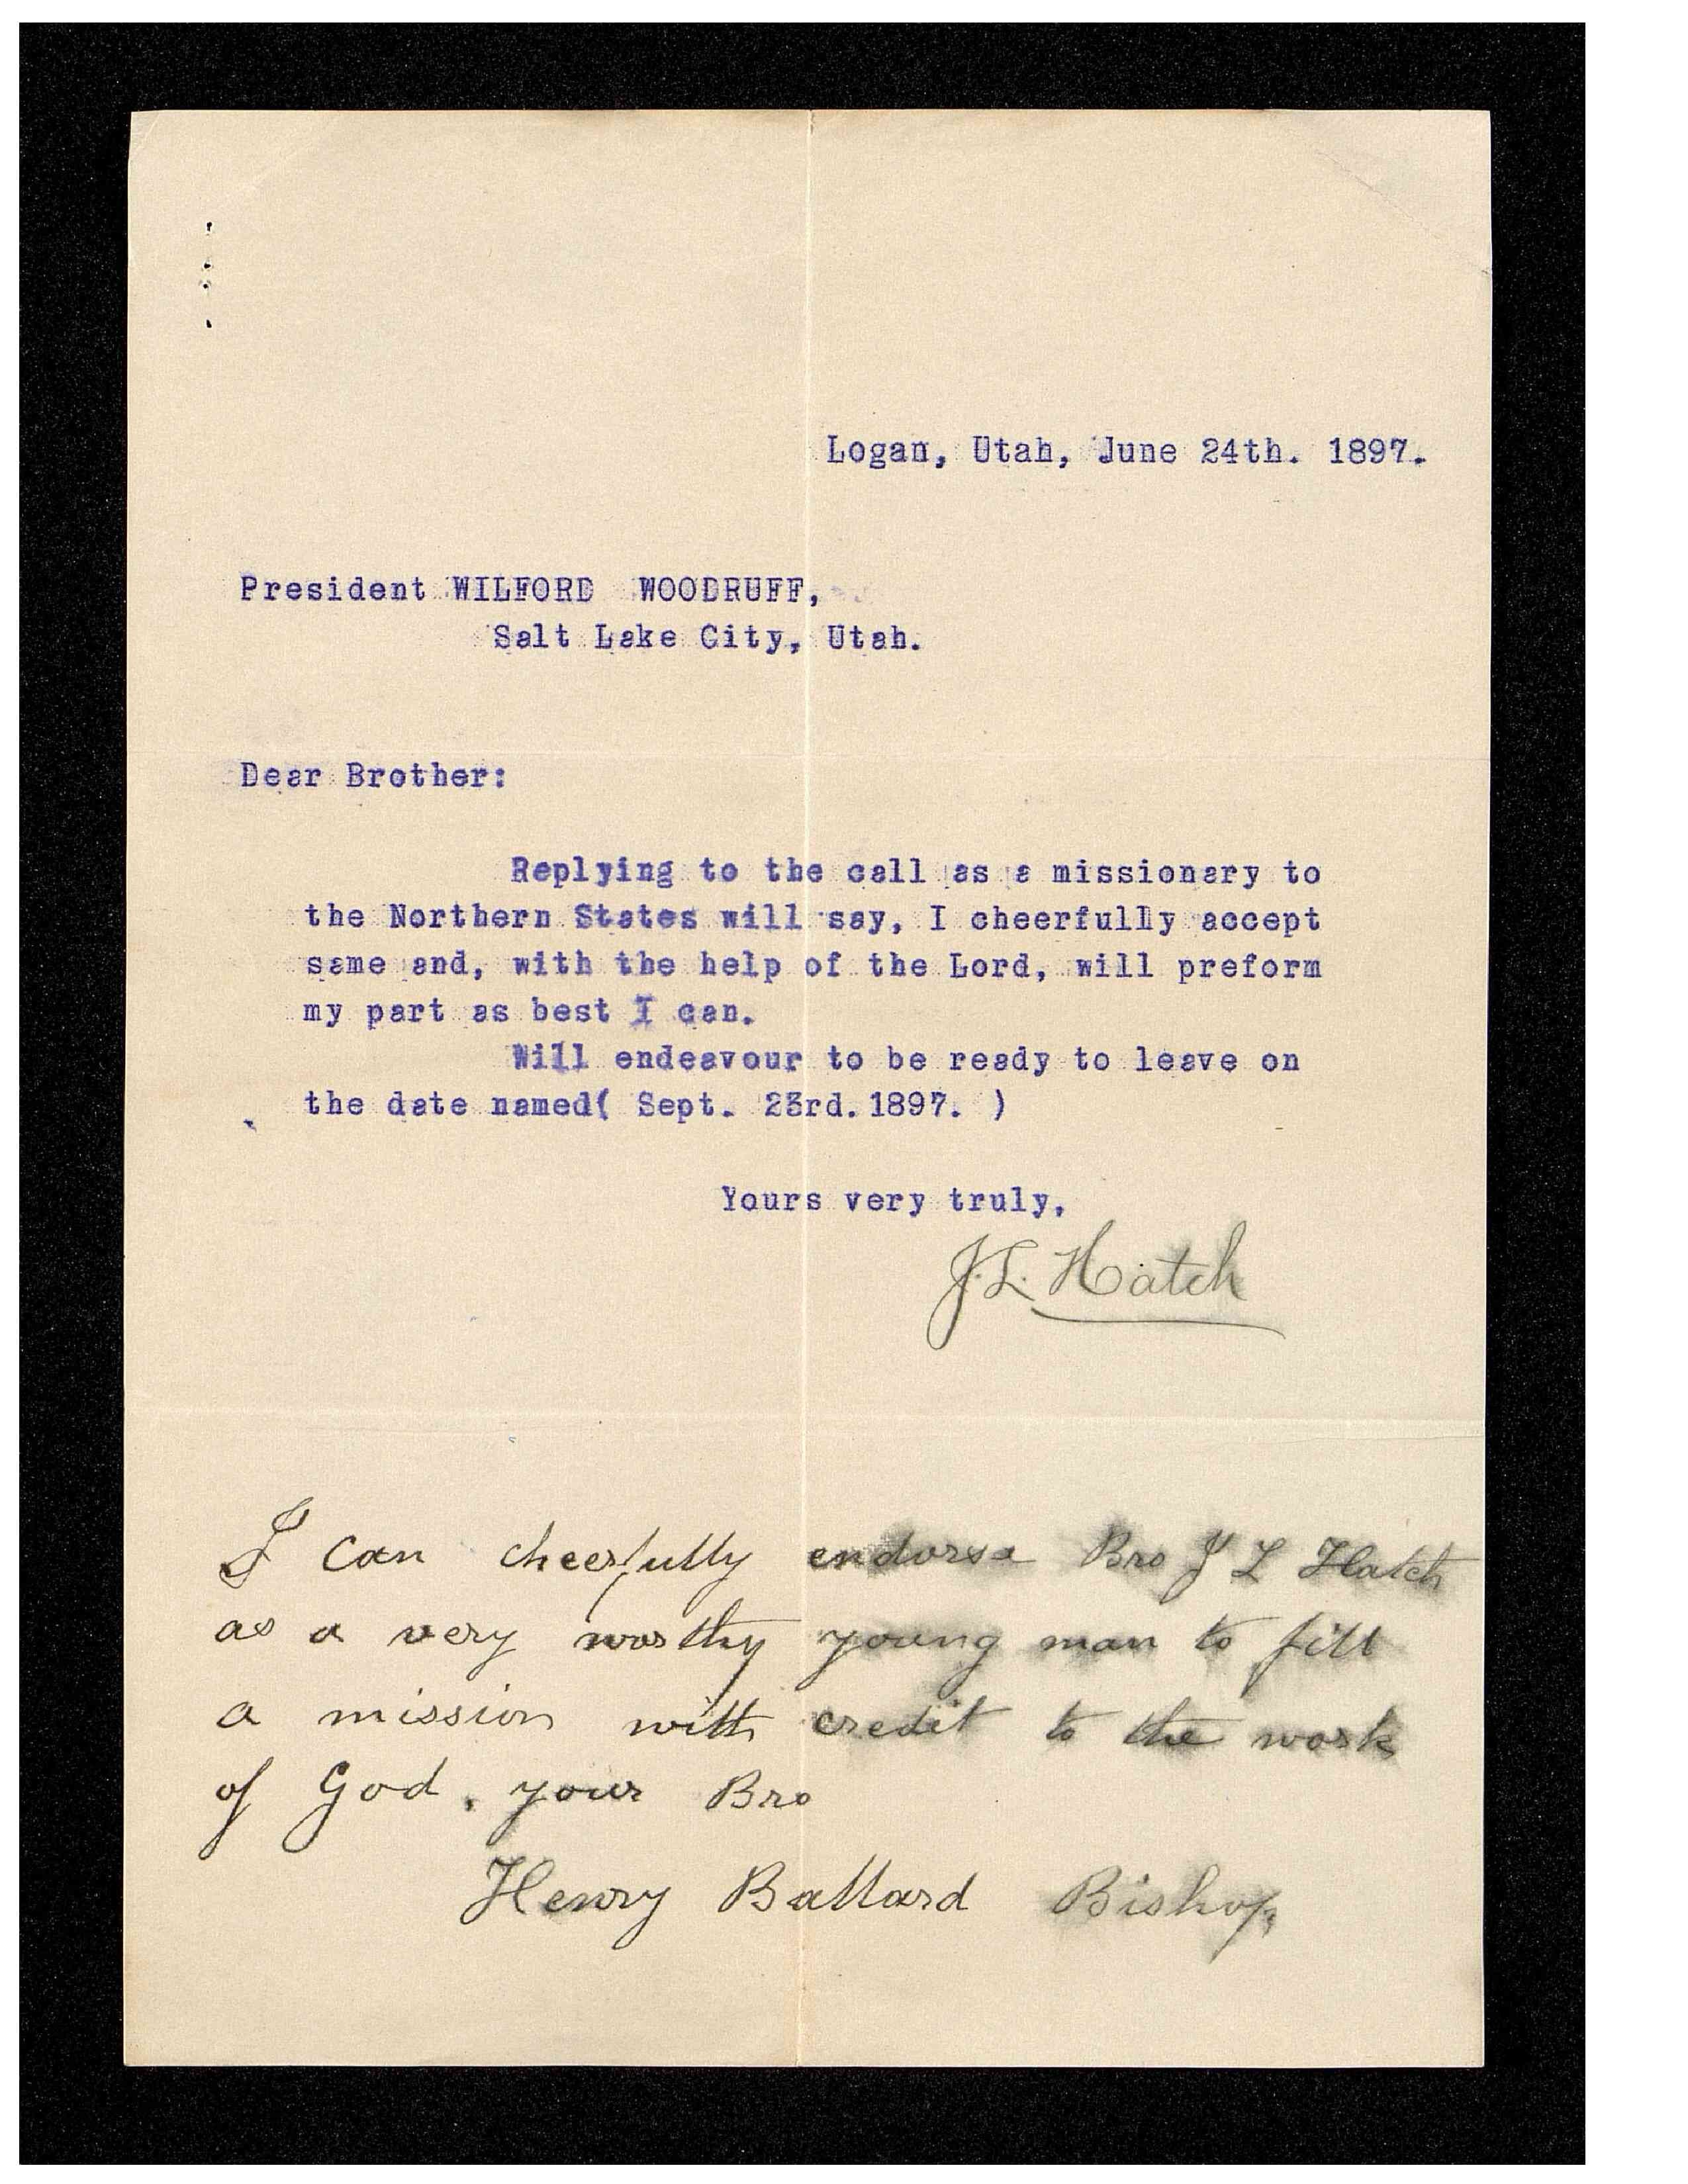 Logan, Utah, June 24th. 1897.
President WILFORD WOODRUFF,
Salt Lake City, Utah.
Dear Brother:
Replying to the call as a missionary to
the Northern States will say, I cheerfully accept
same and, with the help of the Lord, will preform
my part as best I can.
Will endeavour to be ready to leave on
the date named( Sept. 23rd. 1897. )
Yours very truly,
J. L. Hatch
I can cheerfully endorse Bro J L Hatch
as a very worthy young man to fill
a mission with credit to the work
of God. your Bro
Henry Ballard Bishop